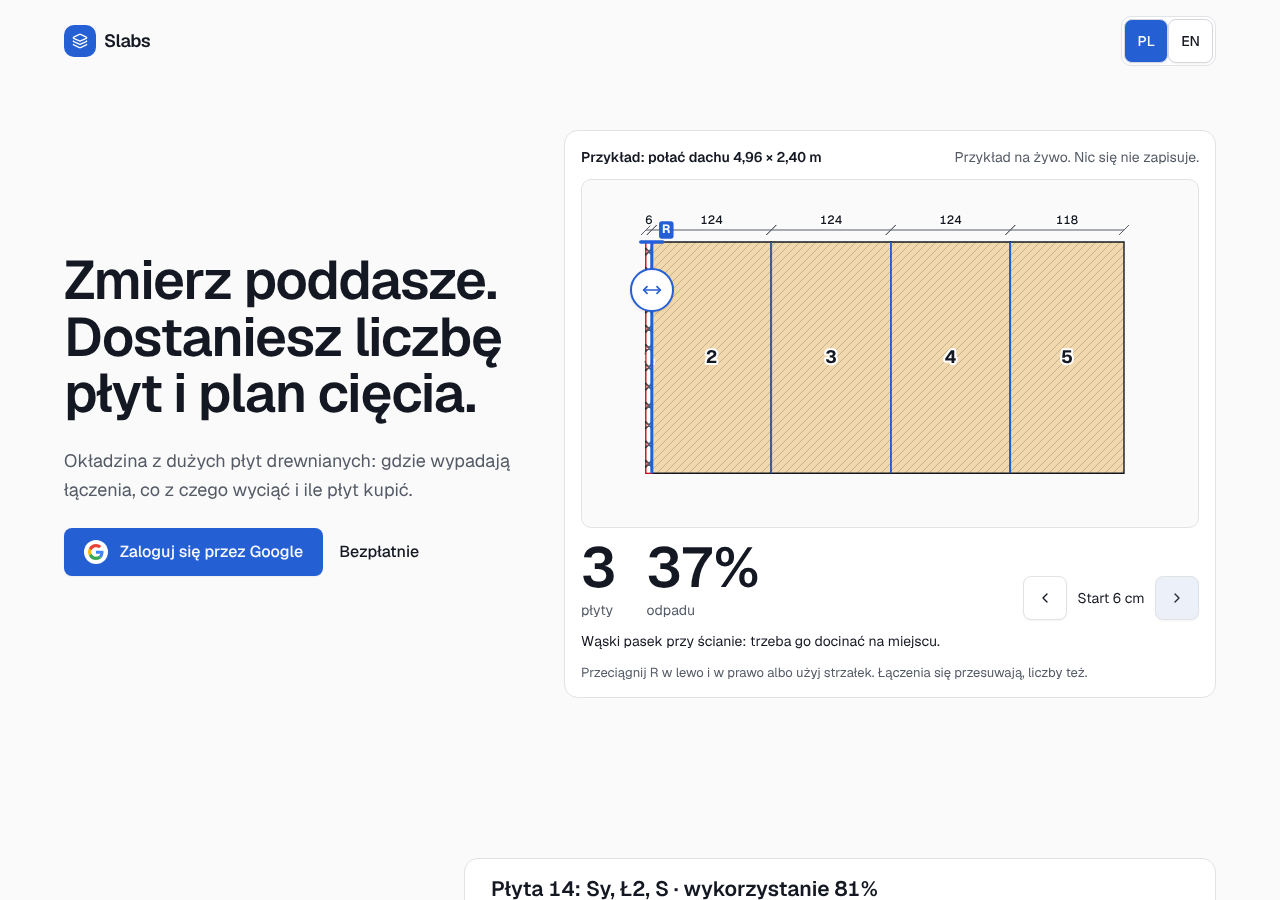 Slabs
PL EN
Zmierz poddasze.
Dostaniesz liczbę
płyt i plan cięcia.
Okładzina z dużych płyt drewnianych: gdzie wypadają
łączenia, co z czego wyciąć i ile płyt kupić.
Zaloguj się przez Google
Bezpłatnie
Przykład: połać dachu 4,96 × 2,40 m
Przykład na żywo. Nic się nie zapisuje.
6 124 124 124 118
R
2 3 4 5
3 37%
płyty odpadu
Start 6 cm
Wąski pasek przy ścianie: trzeba go docinać na miejscu.
Przeciągnij R w lewo i w prawo albo użyj strzałek. Łączenia się przesuwają, liczby też.
Płyta 14: Sy, Ł2, S · wykorzystanie 81%